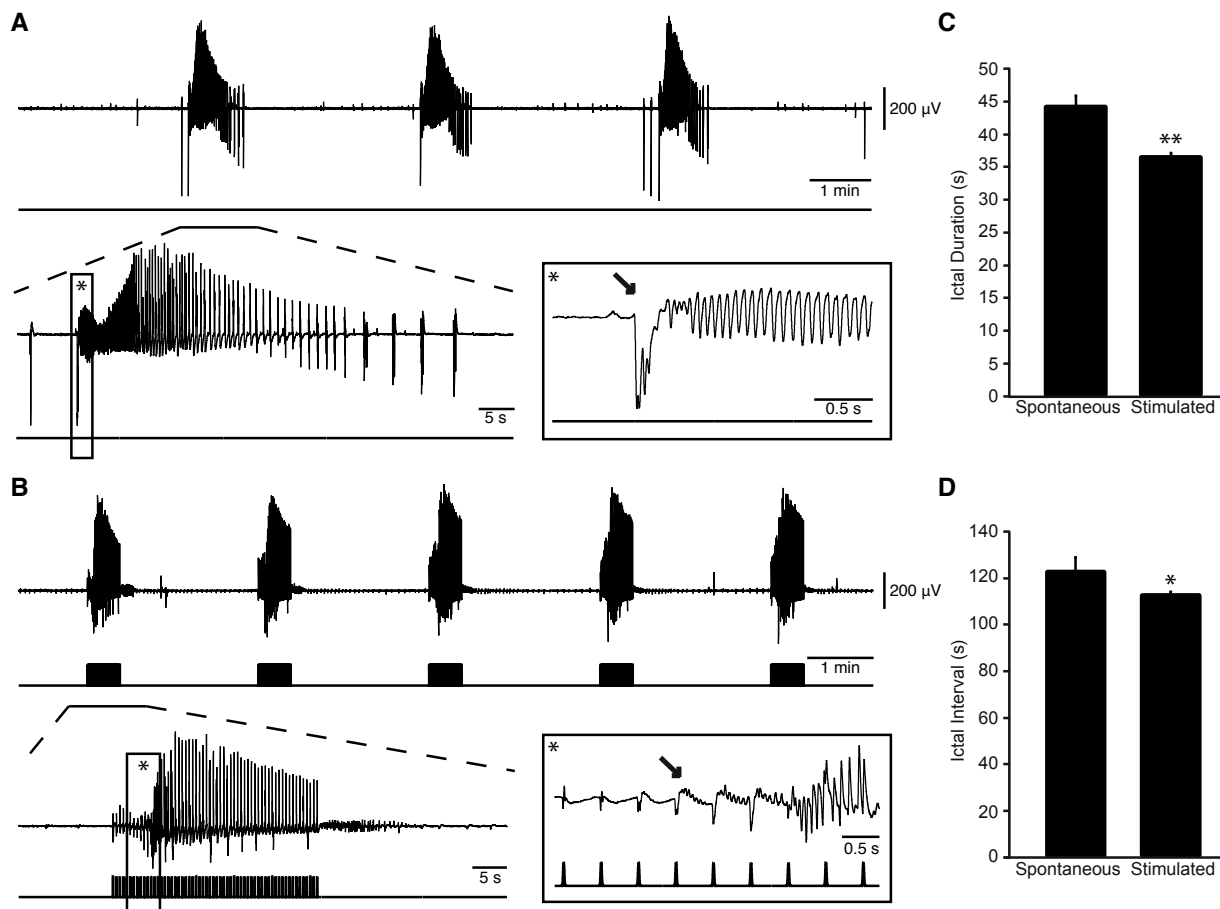 A
200 µV
1 min
*
5 s
*
0.5 s
B
200 µV
1 min
*
5 s
*
0.5 s
C
Ictal Duration (s)
50
45
40
35
30
25
20
15
10
5
0
**
Spontaneous Stimulated
D
Ictal Interval (s)
140
120
100
80
60
40
20
0
*
Spontaneous Stimulated